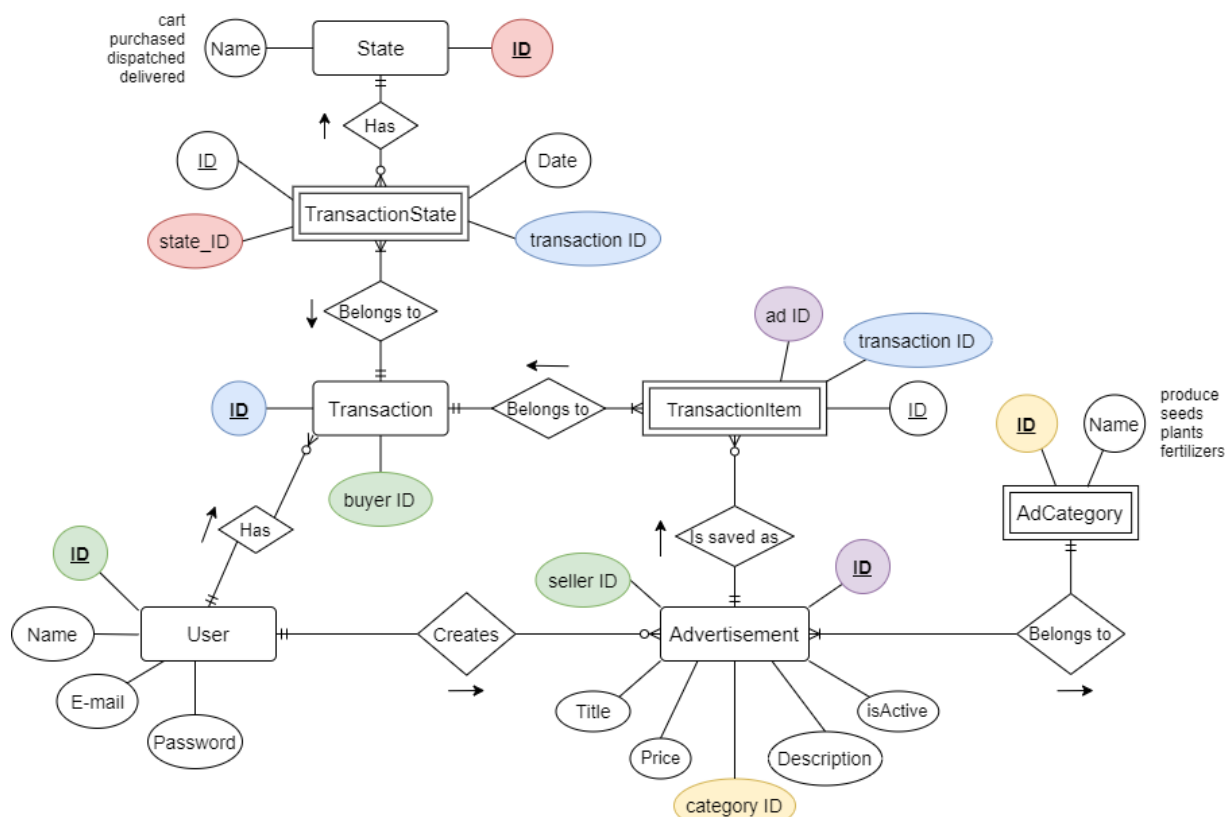 cart
purchased
dispatched
delivered
Name
State
ID
Has
ID
Date
TransactionState
state_ID
transaction ID
Belongs to
ad ID
transaction ID
ID
Transaction
Belongs to
TransactionItem
ID
buyer ID
ID
Name
produce
seeds
plants
fertilizers
AdCategory
Has
Is saved as
ID
seller ID
ID
Name
User
Creates
Advertisement
Belongs to
E-mail
Password
Title
Price
isActive
Description
category ID